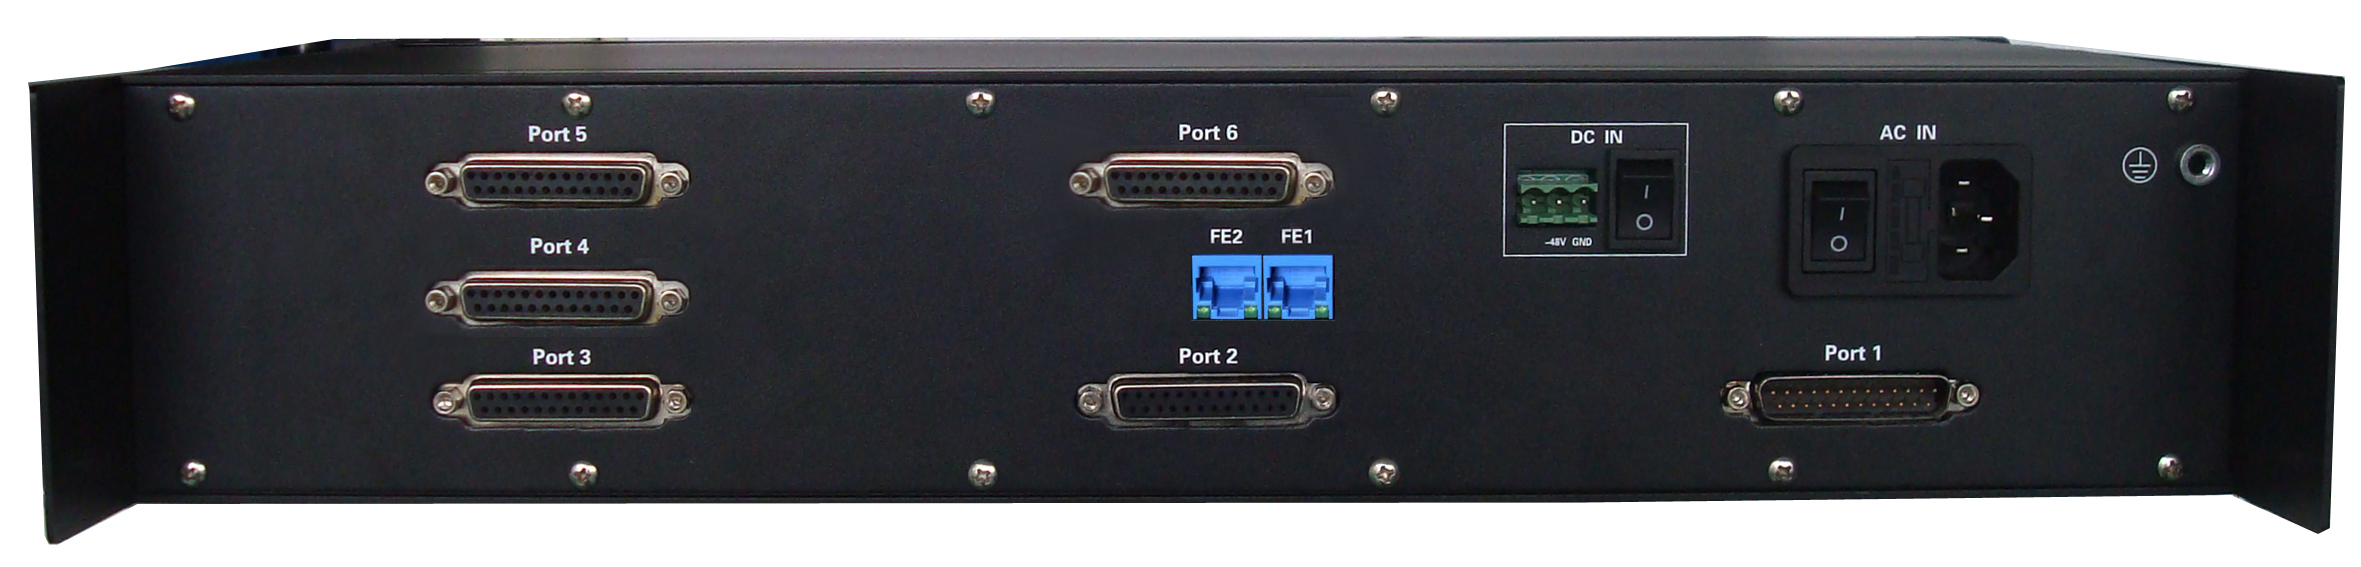 Port 5
Port 6
DC IN
AC IN
–48V GND
I
O
I
O
Port 4
FE2 FE1
Port 3
Port 2
Port 1